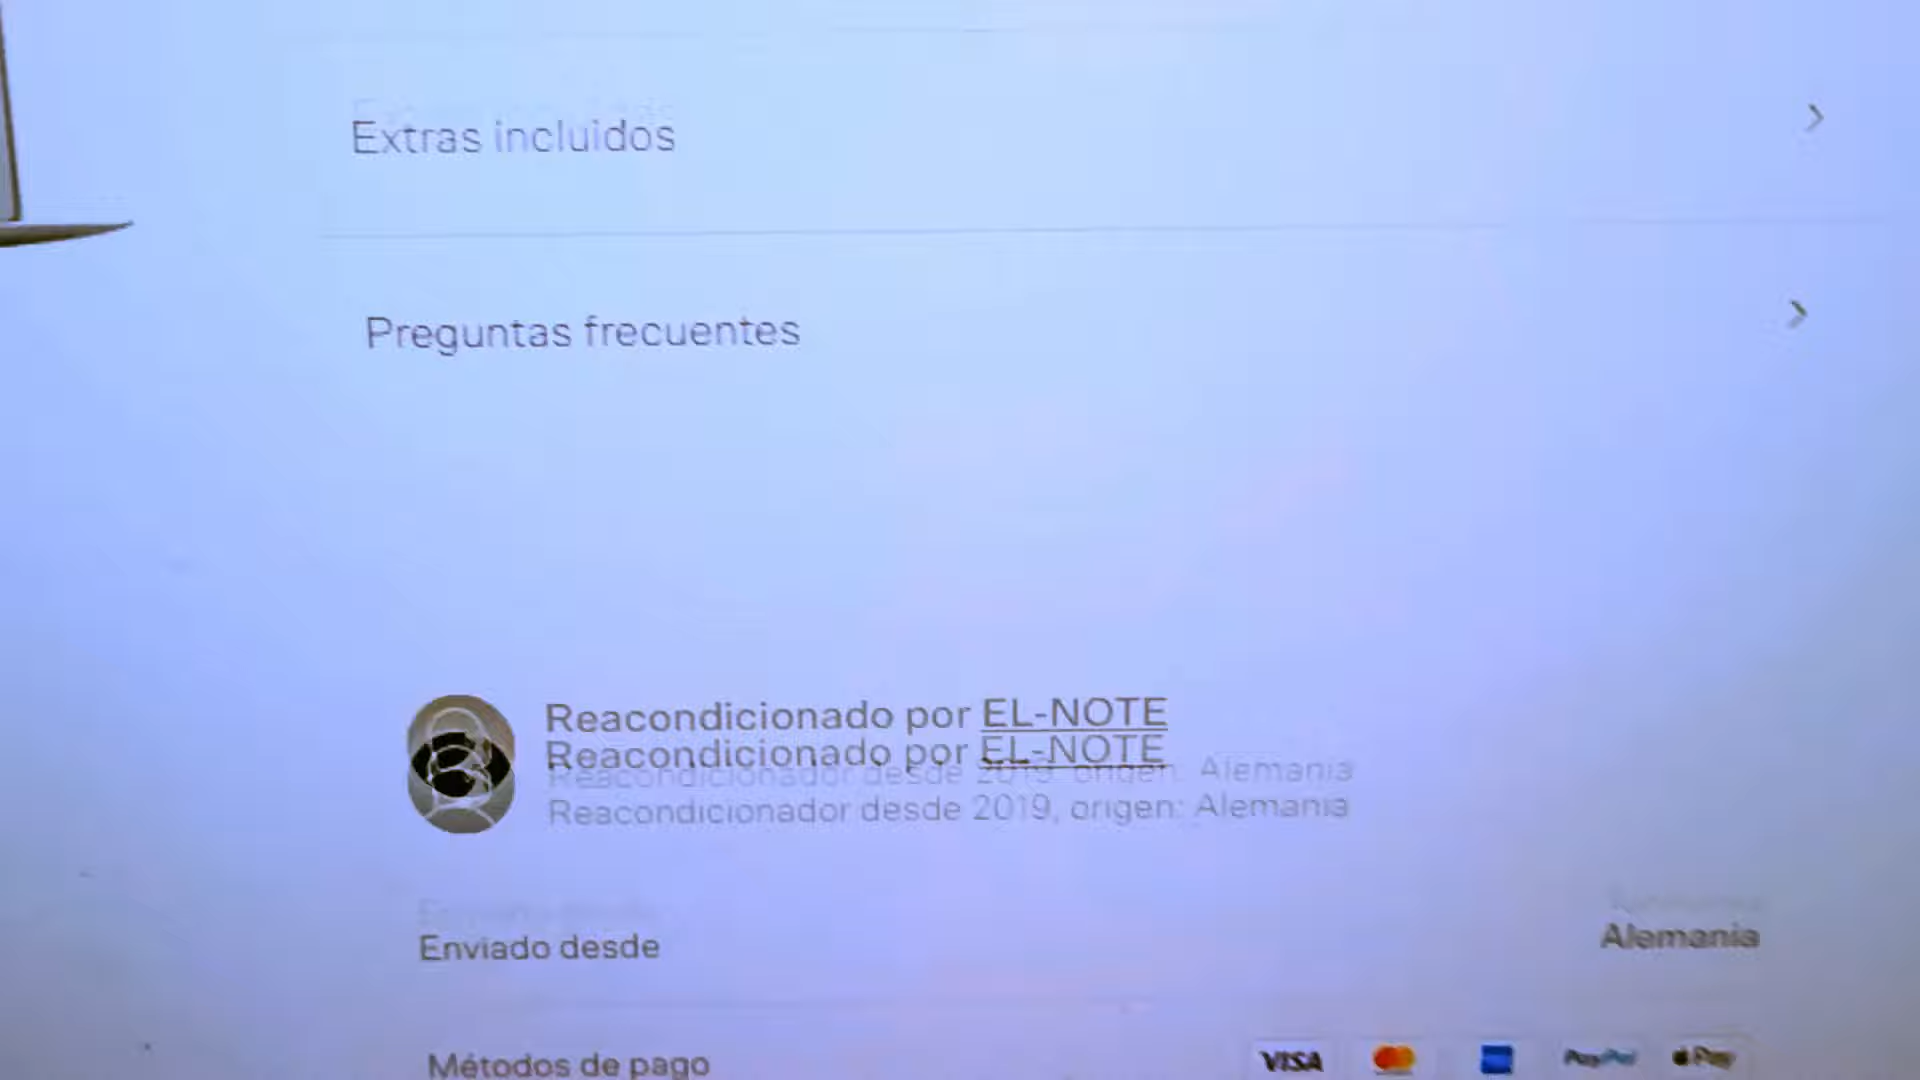 Extras incluidos
Preguntas frecuentes
Reacondicionado por EL-NOTE
Reacondicionado por EL-NOTE
Reacondicionador desde 2019, origen: Alemania
Reacondicionador desde 2019, origen: Alemania
Enviado desde
Alemania
Métodos de pago
VISA
PayPal
Pay